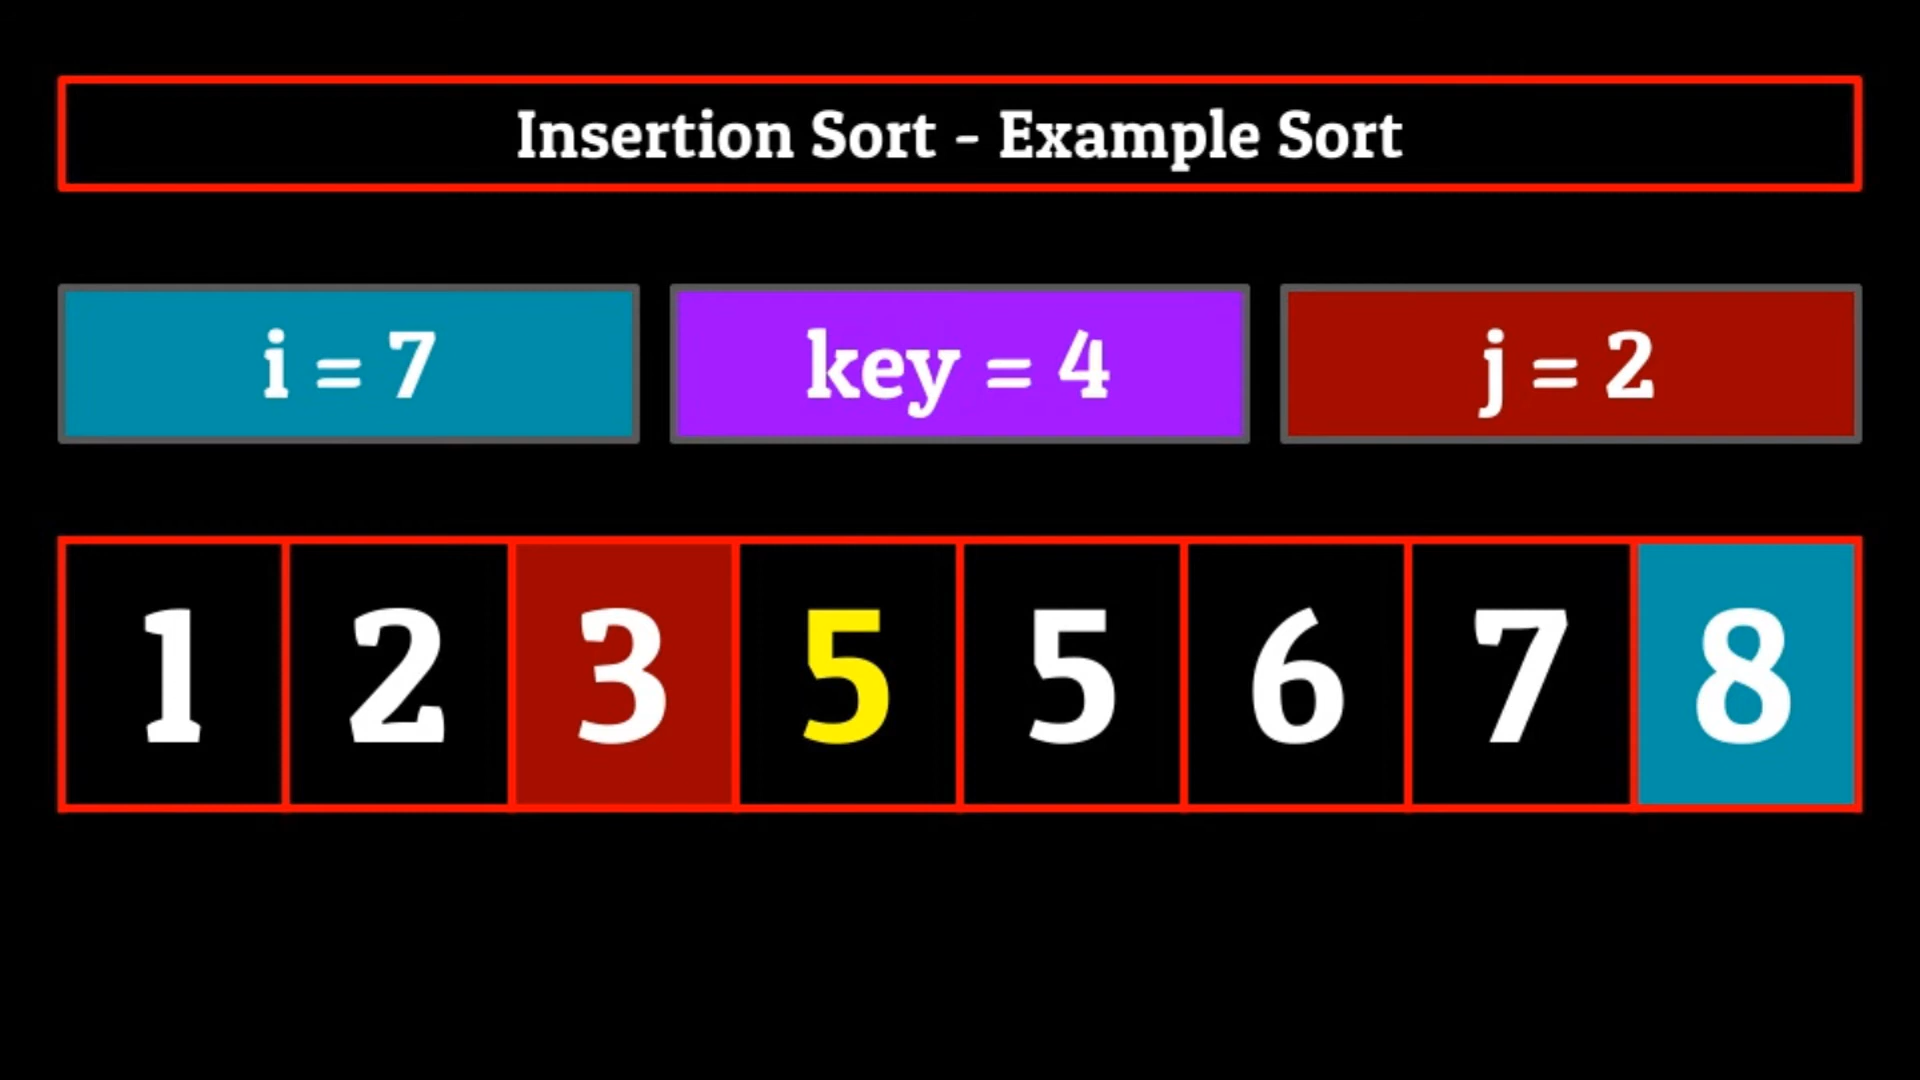 Insertion Sort - Example Sort
i = 7 key = 4 j = 2
1 2 3 5 5 6 7 8